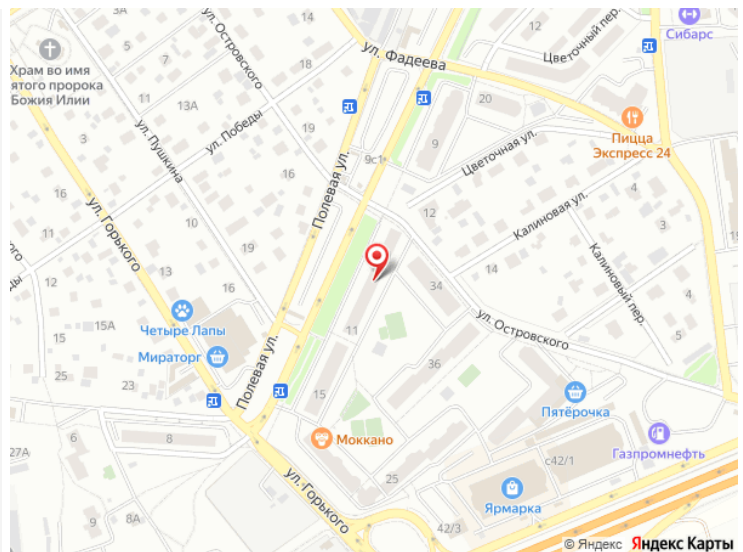 Храм во имя
ятого пророка
Божия Илии
11
13А
3
5
7
16
ул. Островского
ул. Фадеева
12
Цветочный пер.
11
Сибарс
14
18
19
ул. Победы
ул. Пушкина
ул. Горького
20
9
Цветочная ул.
Пицца
Экспресс 24
9с1
16
Полевая ул.
10
19
13
12
Калиновая ул.
4
3
14
Калиновый пер.
4
5
19
34
ул. Островского
11
36
15
Четыре Лапы
Мираторг
Полевая ул.
15А
15
25
23
16
12
6
8
27А
9
8А
Моккано
25
ул. Горького
Пятёрочка
Газпромнефть
с42/1
Ярмарка
42/3
© Яндекс Яндекс Карты